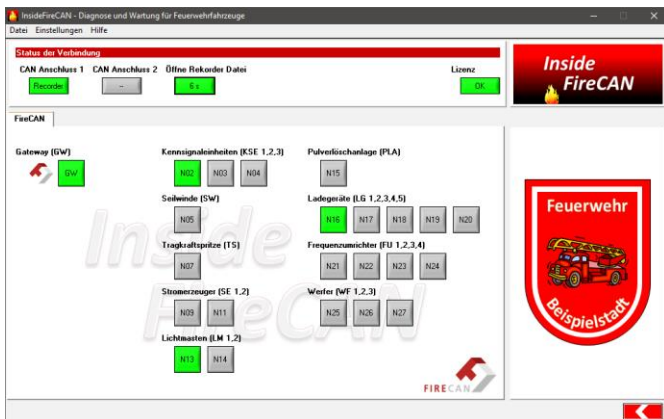 InsideFireCAN - Diagnose und Wartung für Feuerwehrfahrzeuge
Datei Einstellungen Hilfe
Status der Verbindung
CAN Anschluss 1 CAN Anschluss 2 Öffne Rekorder Datei Lizenz
Recorder - 6 s OK
Inside
FireCAN
FireCAN
Gateway (GW) Kennsignaleinheiten (KSE 1,2,3) Pulverlöschanlage (PLA)
GW N02 N03 N04 N15
Seilwinde (SW) Ladegeräte (LG 1,2,3,4,5)
N05 N16 N17 N18 N19 N20
Tragkraftspritze (TS) Frequenzumrichter (FU 1,2,3,4)
N07 N21 N22 N23 N24
Stromerzeuger (SE 1,2) Werfer (WF 1,2,3)
N09 N11 N25 N26 N27
Lichtmasten (LM 1,2)
N13 N14
Inside
FireCAN
FIRECAN
Feuerwehr
Beispielstadt